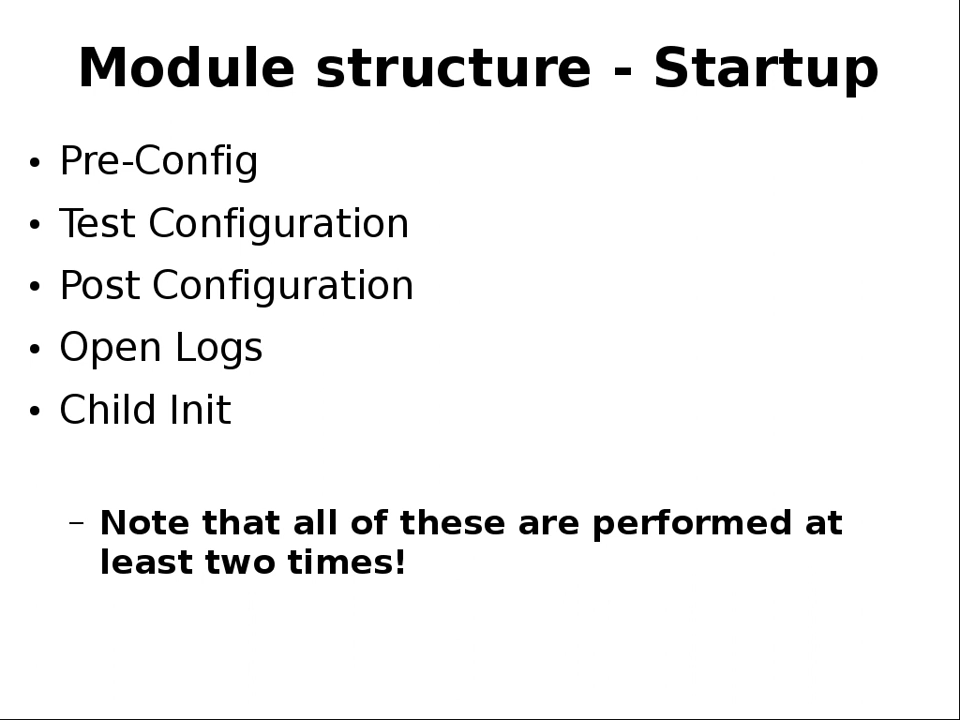 Module structure - Startup
• Pre-Config
• Test Configuration
• Post Configuration
• Open Logs
• Child Init
– Note that all of these are performed at
least two times!